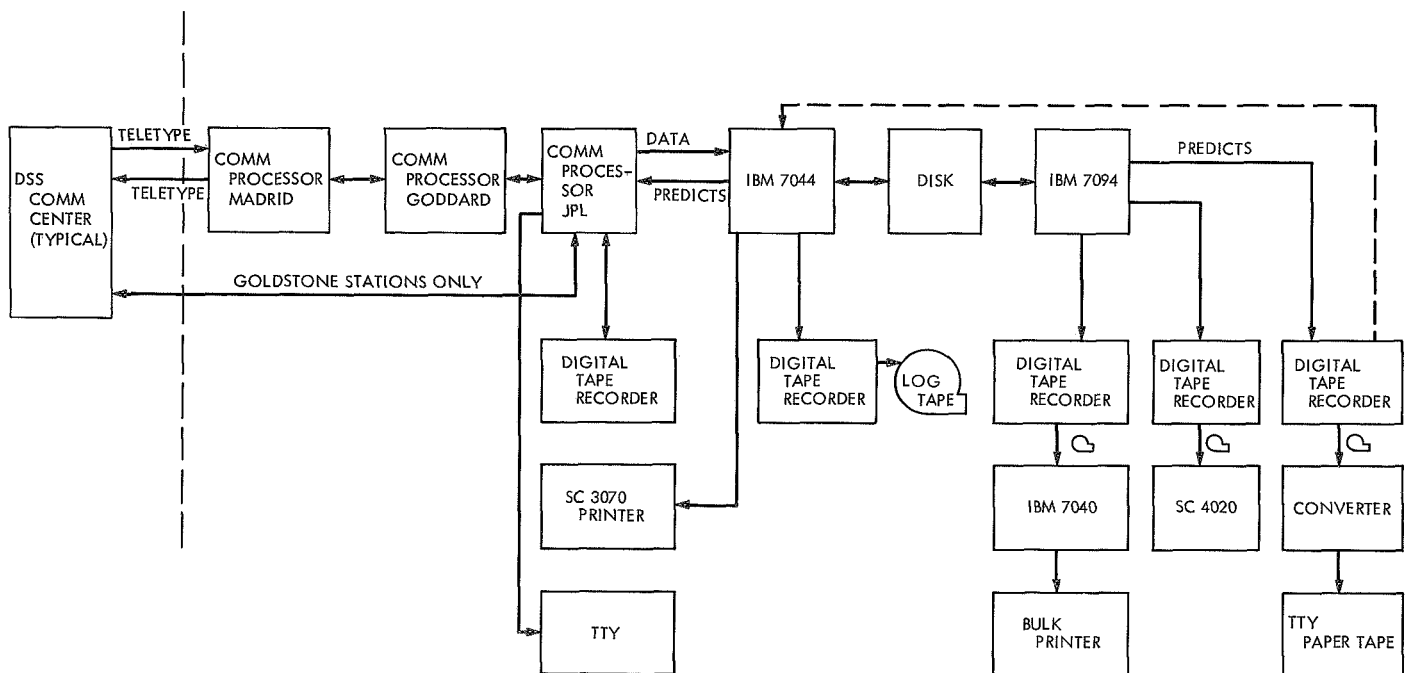 TELETYPE
TELETYPE
DSS
COMM
CENTER
(TYPICAL)
COMM
PROCESSOR
MADRID
COMM
PROCESSOR
GODDARD
COMM
PROCES-
SOR
JPL
DATA
PREDICTS
IBM 7044
DISK
IBM 7094
PREDICTS
GOLDSTONE STATIONS ONLY
DIGITAL
TAPE
RECORDER
DIGITAL
TAPE
RECORDER
LOG
TAPE
DIGITAL
TAPE
RECORDER
DIGITAL
TAPE
RECORDER
DIGITAL
TAPE
RECORDER
SC 3070
PRINTER
IBM 7040
SC 4020
CONVERTER
TTY
BULK
PRINTER
TTY
PAPER TAPE